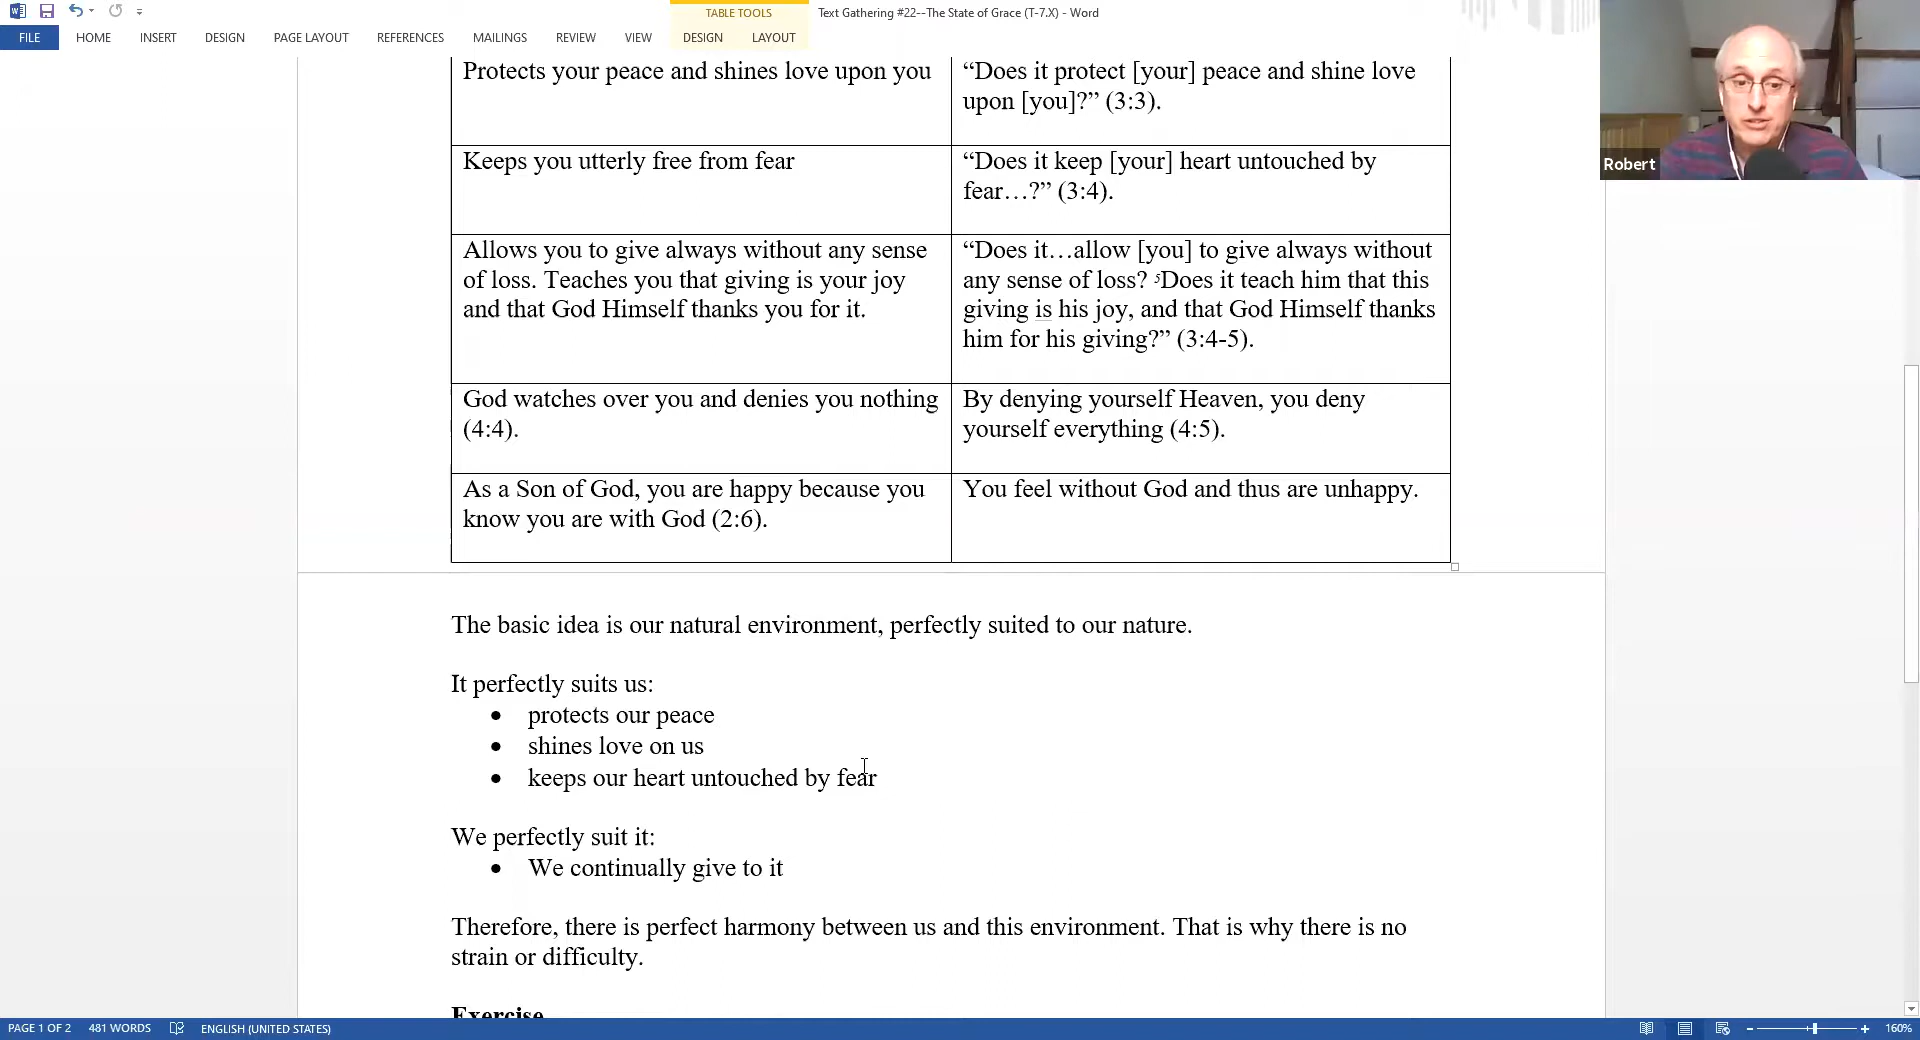 TABLE TOOLS
Text Gathering #22--The State of Grace (T-7.X) - Word
FILE HOME INSERT DESIGN PAGE LAYOUT REFERENCES MAILINGS REVIEW VIEW DESIGN LAYOUT
Protects your peace and shines love upon you
“Does it protect [your] peace and shine love
upon [you]?” (3:3).
Keeps you utterly free from fear
“Does it keep [your] heart untouched by
fear…?” (3:4).
Allows you to give always without any sense
of loss. Teaches you that giving is your joy
and that God Himself thanks you for it.
“Does it…allow [you] to give always without
any sense of loss? ⁵Does it teach him that this
giving is his joy, and that God Himself thanks
him for his giving?” (3:4-5).
God watches over you and denies you nothing
(4:4).
By denying yourself Heaven, you deny
yourself everything (4:5).
As a Son of God, you are happy because you
know you are with God (2:6).
You feel without God and thus are unhappy.
The basic idea is our natural environment, perfectly suited to our nature.
It perfectly suits us:
• protects our peace
• shines love on us
• keeps our heart untouched by fear
We perfectly suit it:
• We continually give to it
Therefore, there is perfect harmony between us and this environment. That is why there is no
strain or difficulty.
Exercise
Robert
PAGE 1 OF 2 481 WORDS ENGLISH (UNITED STATES) 160%